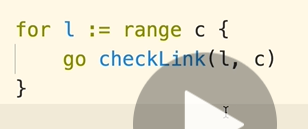 for l := range c {
    go checkLink(l, c)
}